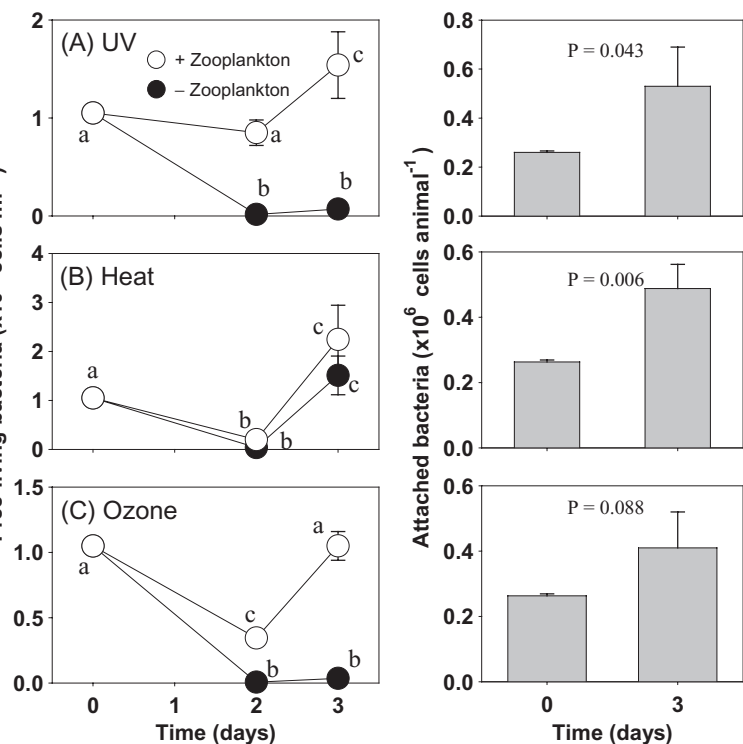 (A) UV
+ Zooplankton
– Zooplankton
2
1
0
a
a
c
b
b
(B) Heat
4
3
2
1
0
a
b
b
c
c
(C) Ozone
1.5
1.0
0.5
0.0
a
c
a
b
b
0 1 2 3
Time (days)
Attached bacteria (x10⁶ cells animal⁻¹)
P = 0.043
0.8
0.6
0.4
0.2
0.0
P = 0.006
0.6
0.4
0.2
0.0
P = 0.088
0.6
0.4
0.2
0.0
0 3
Time (days)